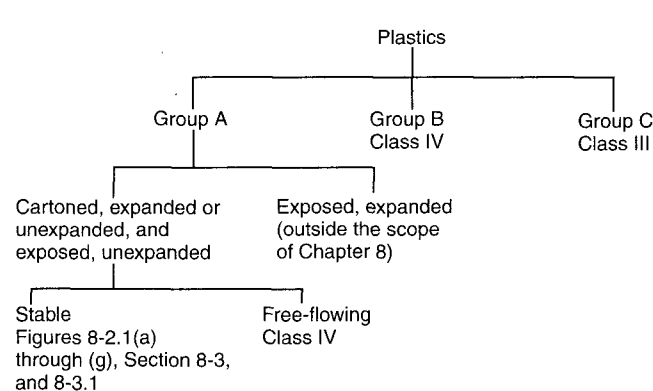 Plastics
Group A
Group B
Class IV
Group C
Class III
Cartoned, expanded or
unexpanded, and
exposed, unexpanded
Exposed, expanded
(outside the scope
of Chapter 8)
Stable
Figures 8-2.1(a)
through (g), Section 8-3,
and 8-3.1
Free-flowing
Class IV